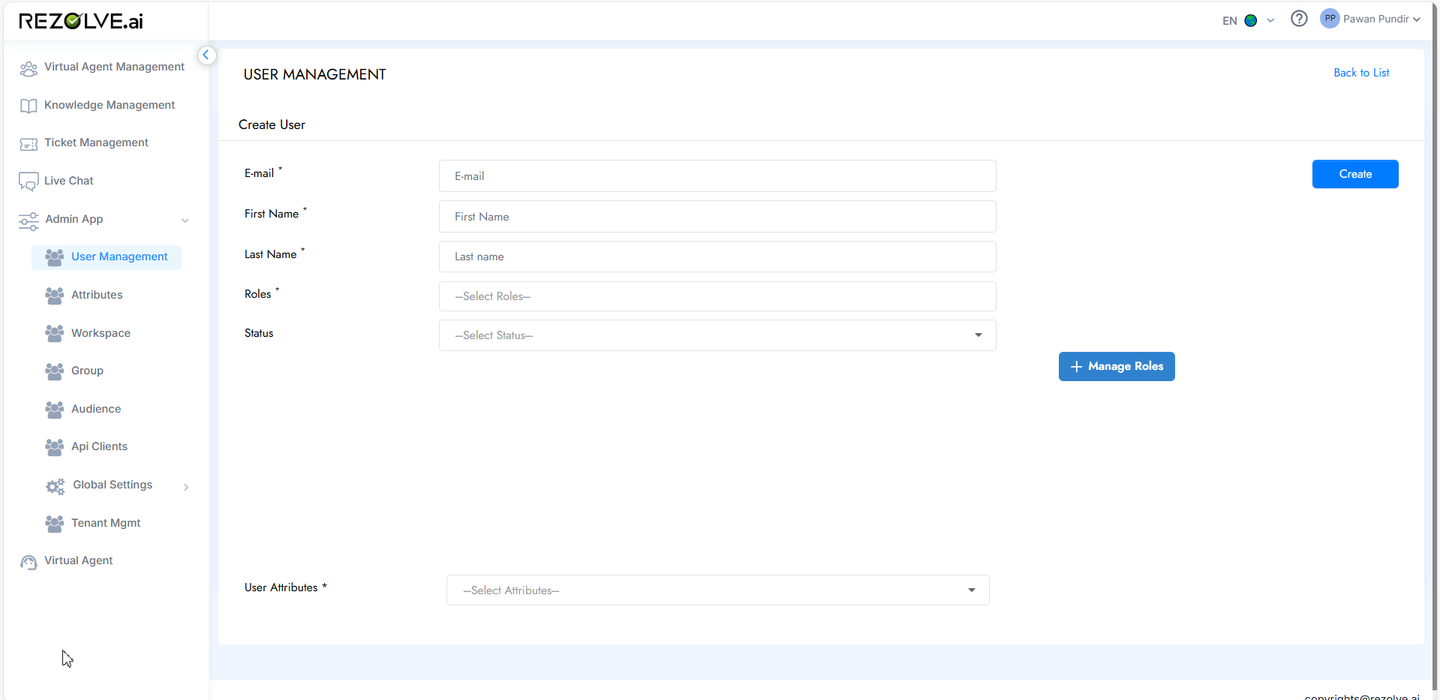 REZOLVE.ai
EN
PP
Pawan Pundir
Virtual Agent Management
Knowledge Management
Ticket Management
Live Chat
Admin App
User Management
Attributes
Workspace
Group
Audience
Api Clients
Global Settings
Tenant Mgmt
Virtual Agent
USER MANAGEMENT
Back to List
Create User
E-mail *
E-mail
Create
First Name *
First Name
Last Name *
Last name
Roles *
--Select Roles--
Status
--Select Status--
+ Manage Roles
User Attributes *
--Select Attributes--
copyrights@rezolve.ai